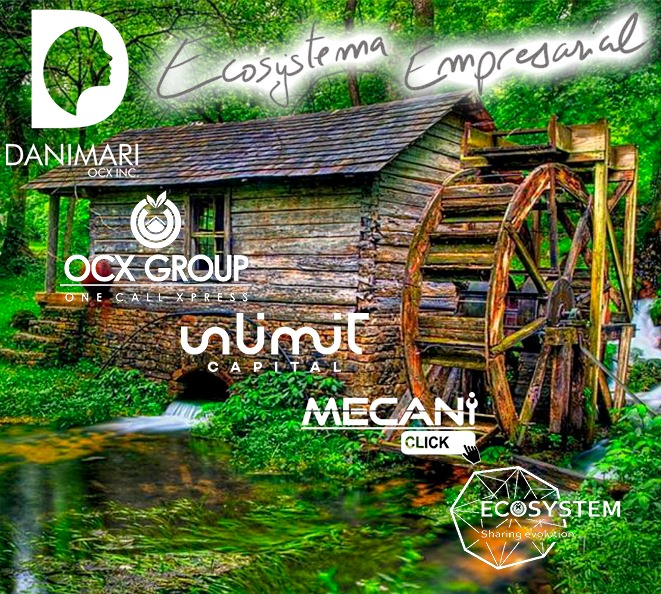 Ecosystema Empresarial
DANIMARI
OCX INC.
OCX GROUP
ONE CALL XPRESS
unlimit
CAPITAL
MECANi
CLICK
ECOSYSTEM
Sharing evolution